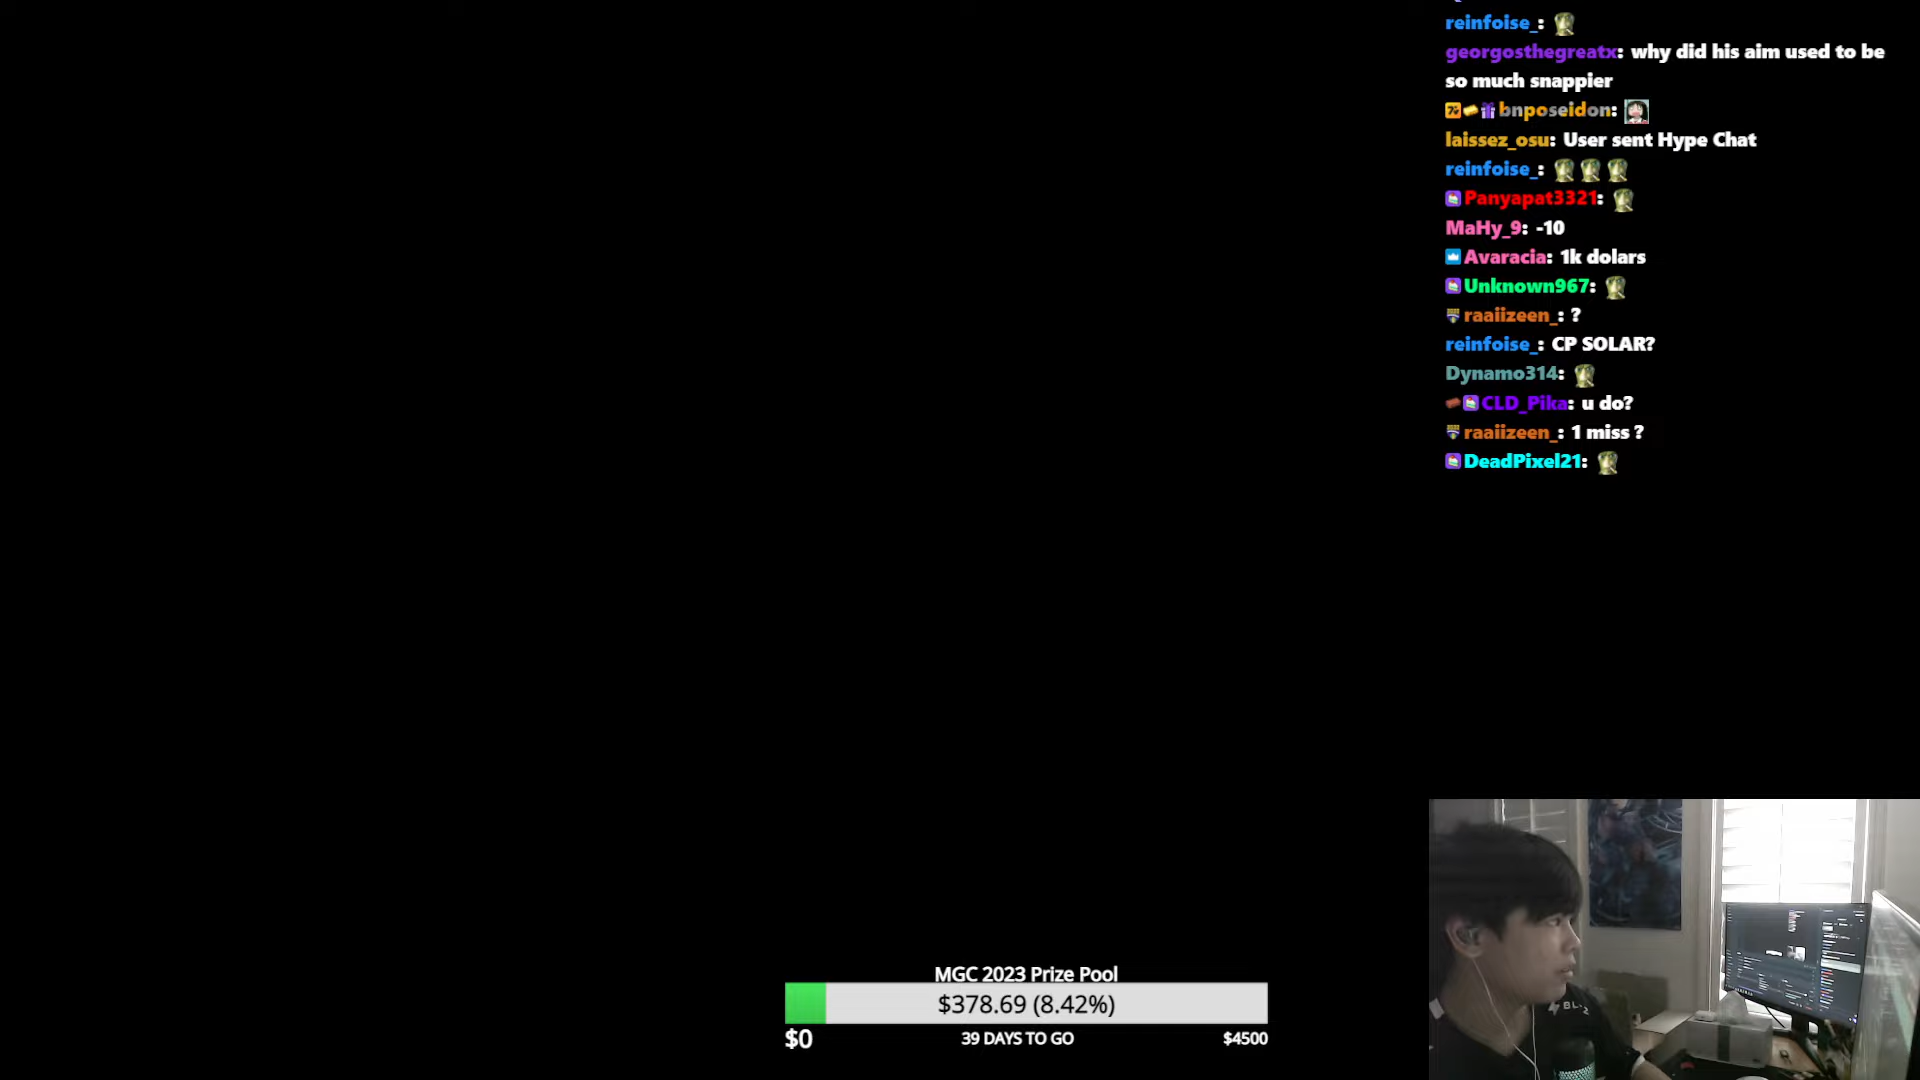 reinfoise_:
georgosthegreatx: why did his aim used to be
so much snappier
bnposeidon:
laissez_osu: User sent Hype Chat
reinfoise_:
Panyapat3321:
MaHy_9: -10
Avaracia: 1k dolars
Unknown967:
raaiizeen_: ?
reinfoise_: CP SOLAR?
Dynamo314:
CLD_Pika: u do?
raaiizeen_: 1 miss ?
DeadPixel21:
MGC 2023 Prize Pool
$378.69 (8.42%)
$0 39 DAYS TO GO $4500